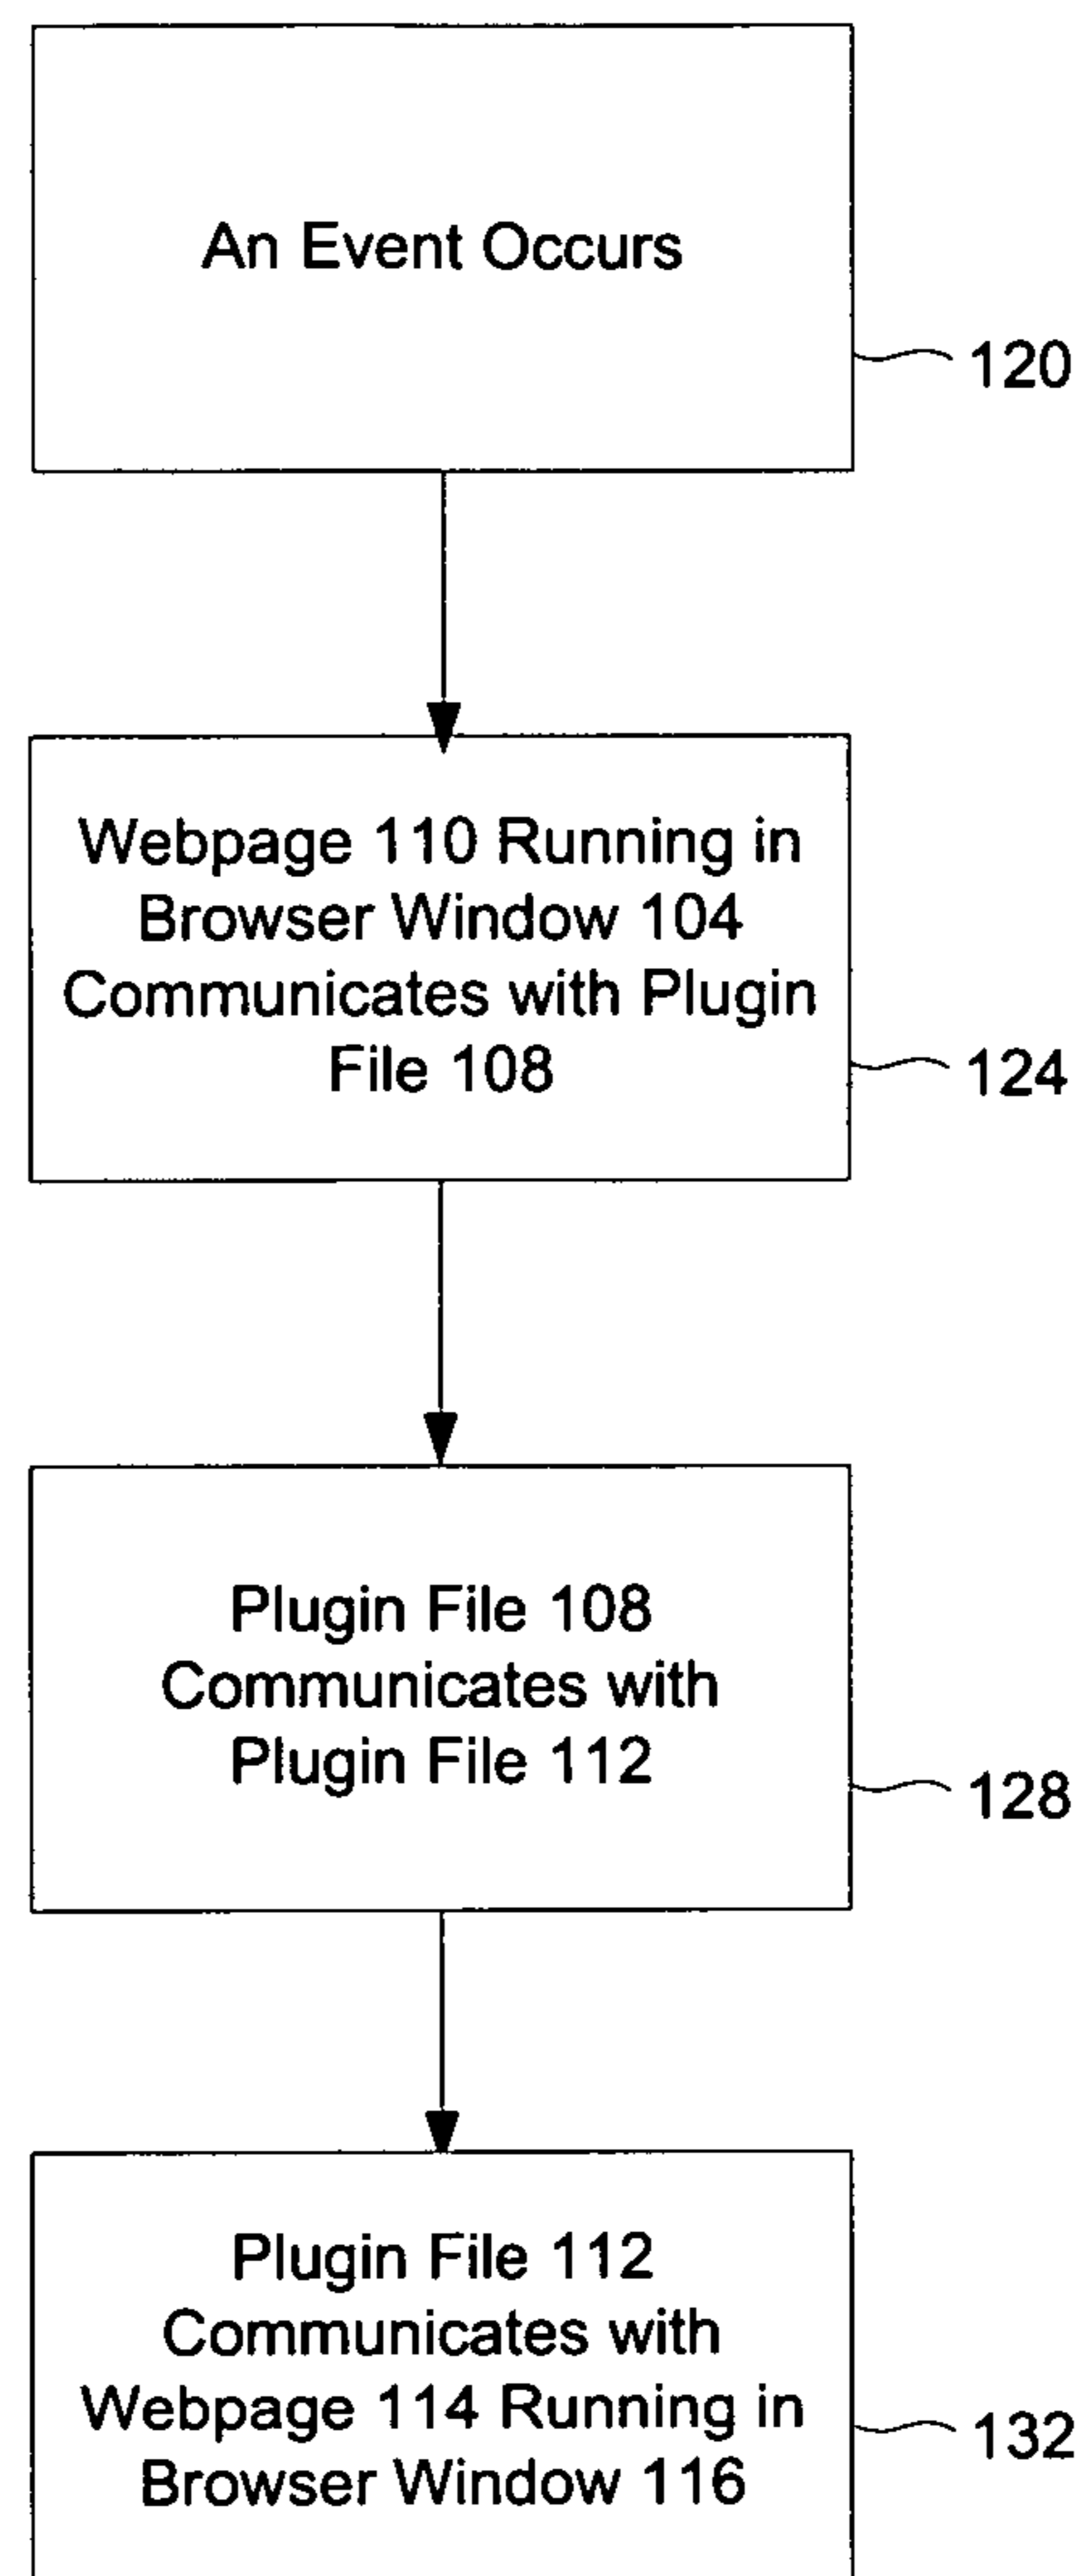 An Event Occurs
120
Webpage 110 Running in
Browser Window 104
Communicates with Plugin
File 108
124
Plugin File 108
Communicates with
Plugin File 112
128
Plugin File 112
Communicates with
Webpage 114 Running in
Browser Window 116
132